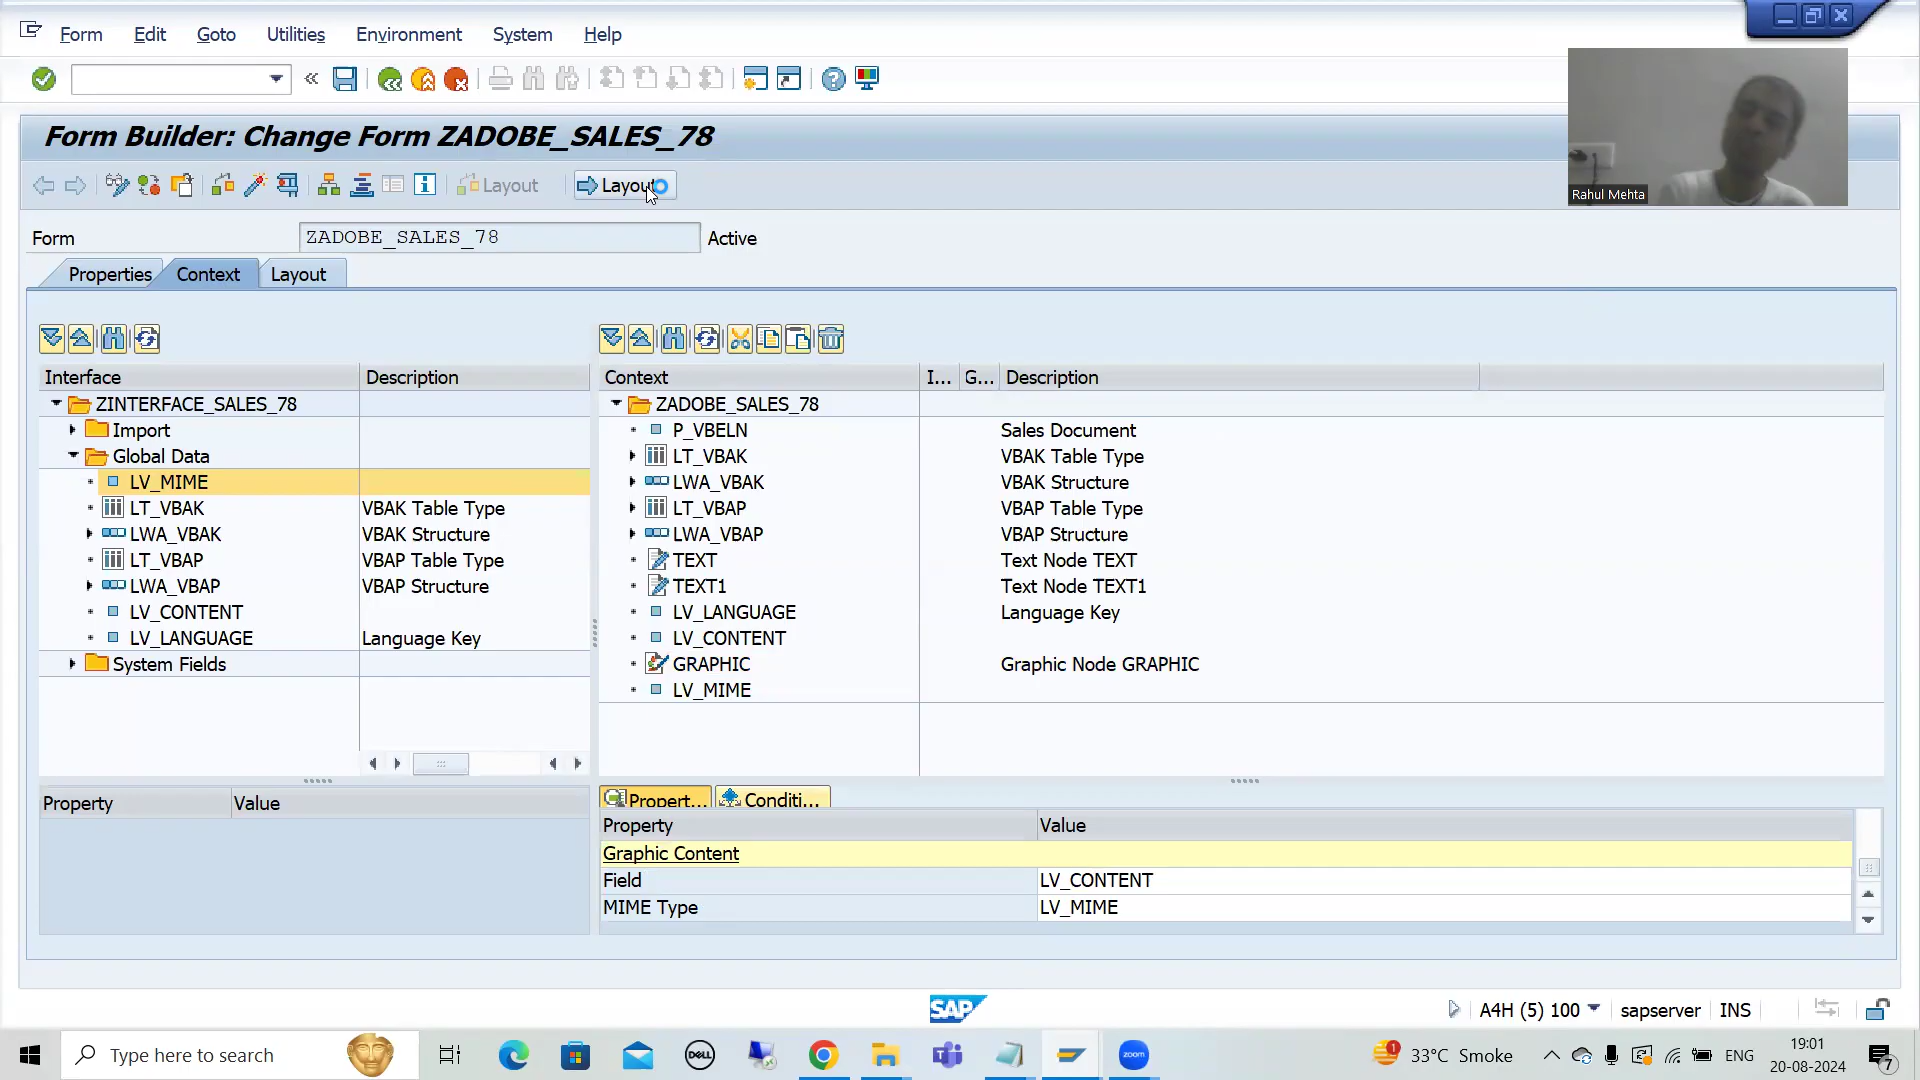 Form Edit Goto Utilities Environment System Help
Form Builder: Change Form ZADOBE_SALES_78
Layout Layout
Rahul Mehta
Form ZADOBE_SALES_78 Active
Properties Context Layout
Interface Description
ZINTERFACE_SALES_78
Import
Global Data
LV_MIME
LT_VBAK VBAK Table Type
LWA_VBAK VBAK Structure
LT_VBAP VBAP Table Type
LWA_VBAP VBAP Structure
LV_CONTENT
LV_LANGUAGE Language Key
System Fields
Context I... G... Description
ZADOBE_SALES_78
P_VBELN Sales Document
LT_VBAK VBAK Table Type
LWA_VBAK VBAK Structure
LT_VBAP VBAP Table Type
LWA_VBAP VBAP Structure
TEXT Text Node TEXT
TEXT1 Text Node TEXT1
LV_LANGUAGE Language Key
LV_CONTENT
GRAPHIC Graphic Node GRAPHIC
LV_MIME
Property Value
Propert... Conditi...
Property Value
Graphic Content
Field LV_CONTENT
MIME Type LV_MIME
SAP
A4H (5) 100 sapserver INS
Type here to search
DELL
zoom
1
33°C Smoke
ENG
19:01
20-08-2024
7